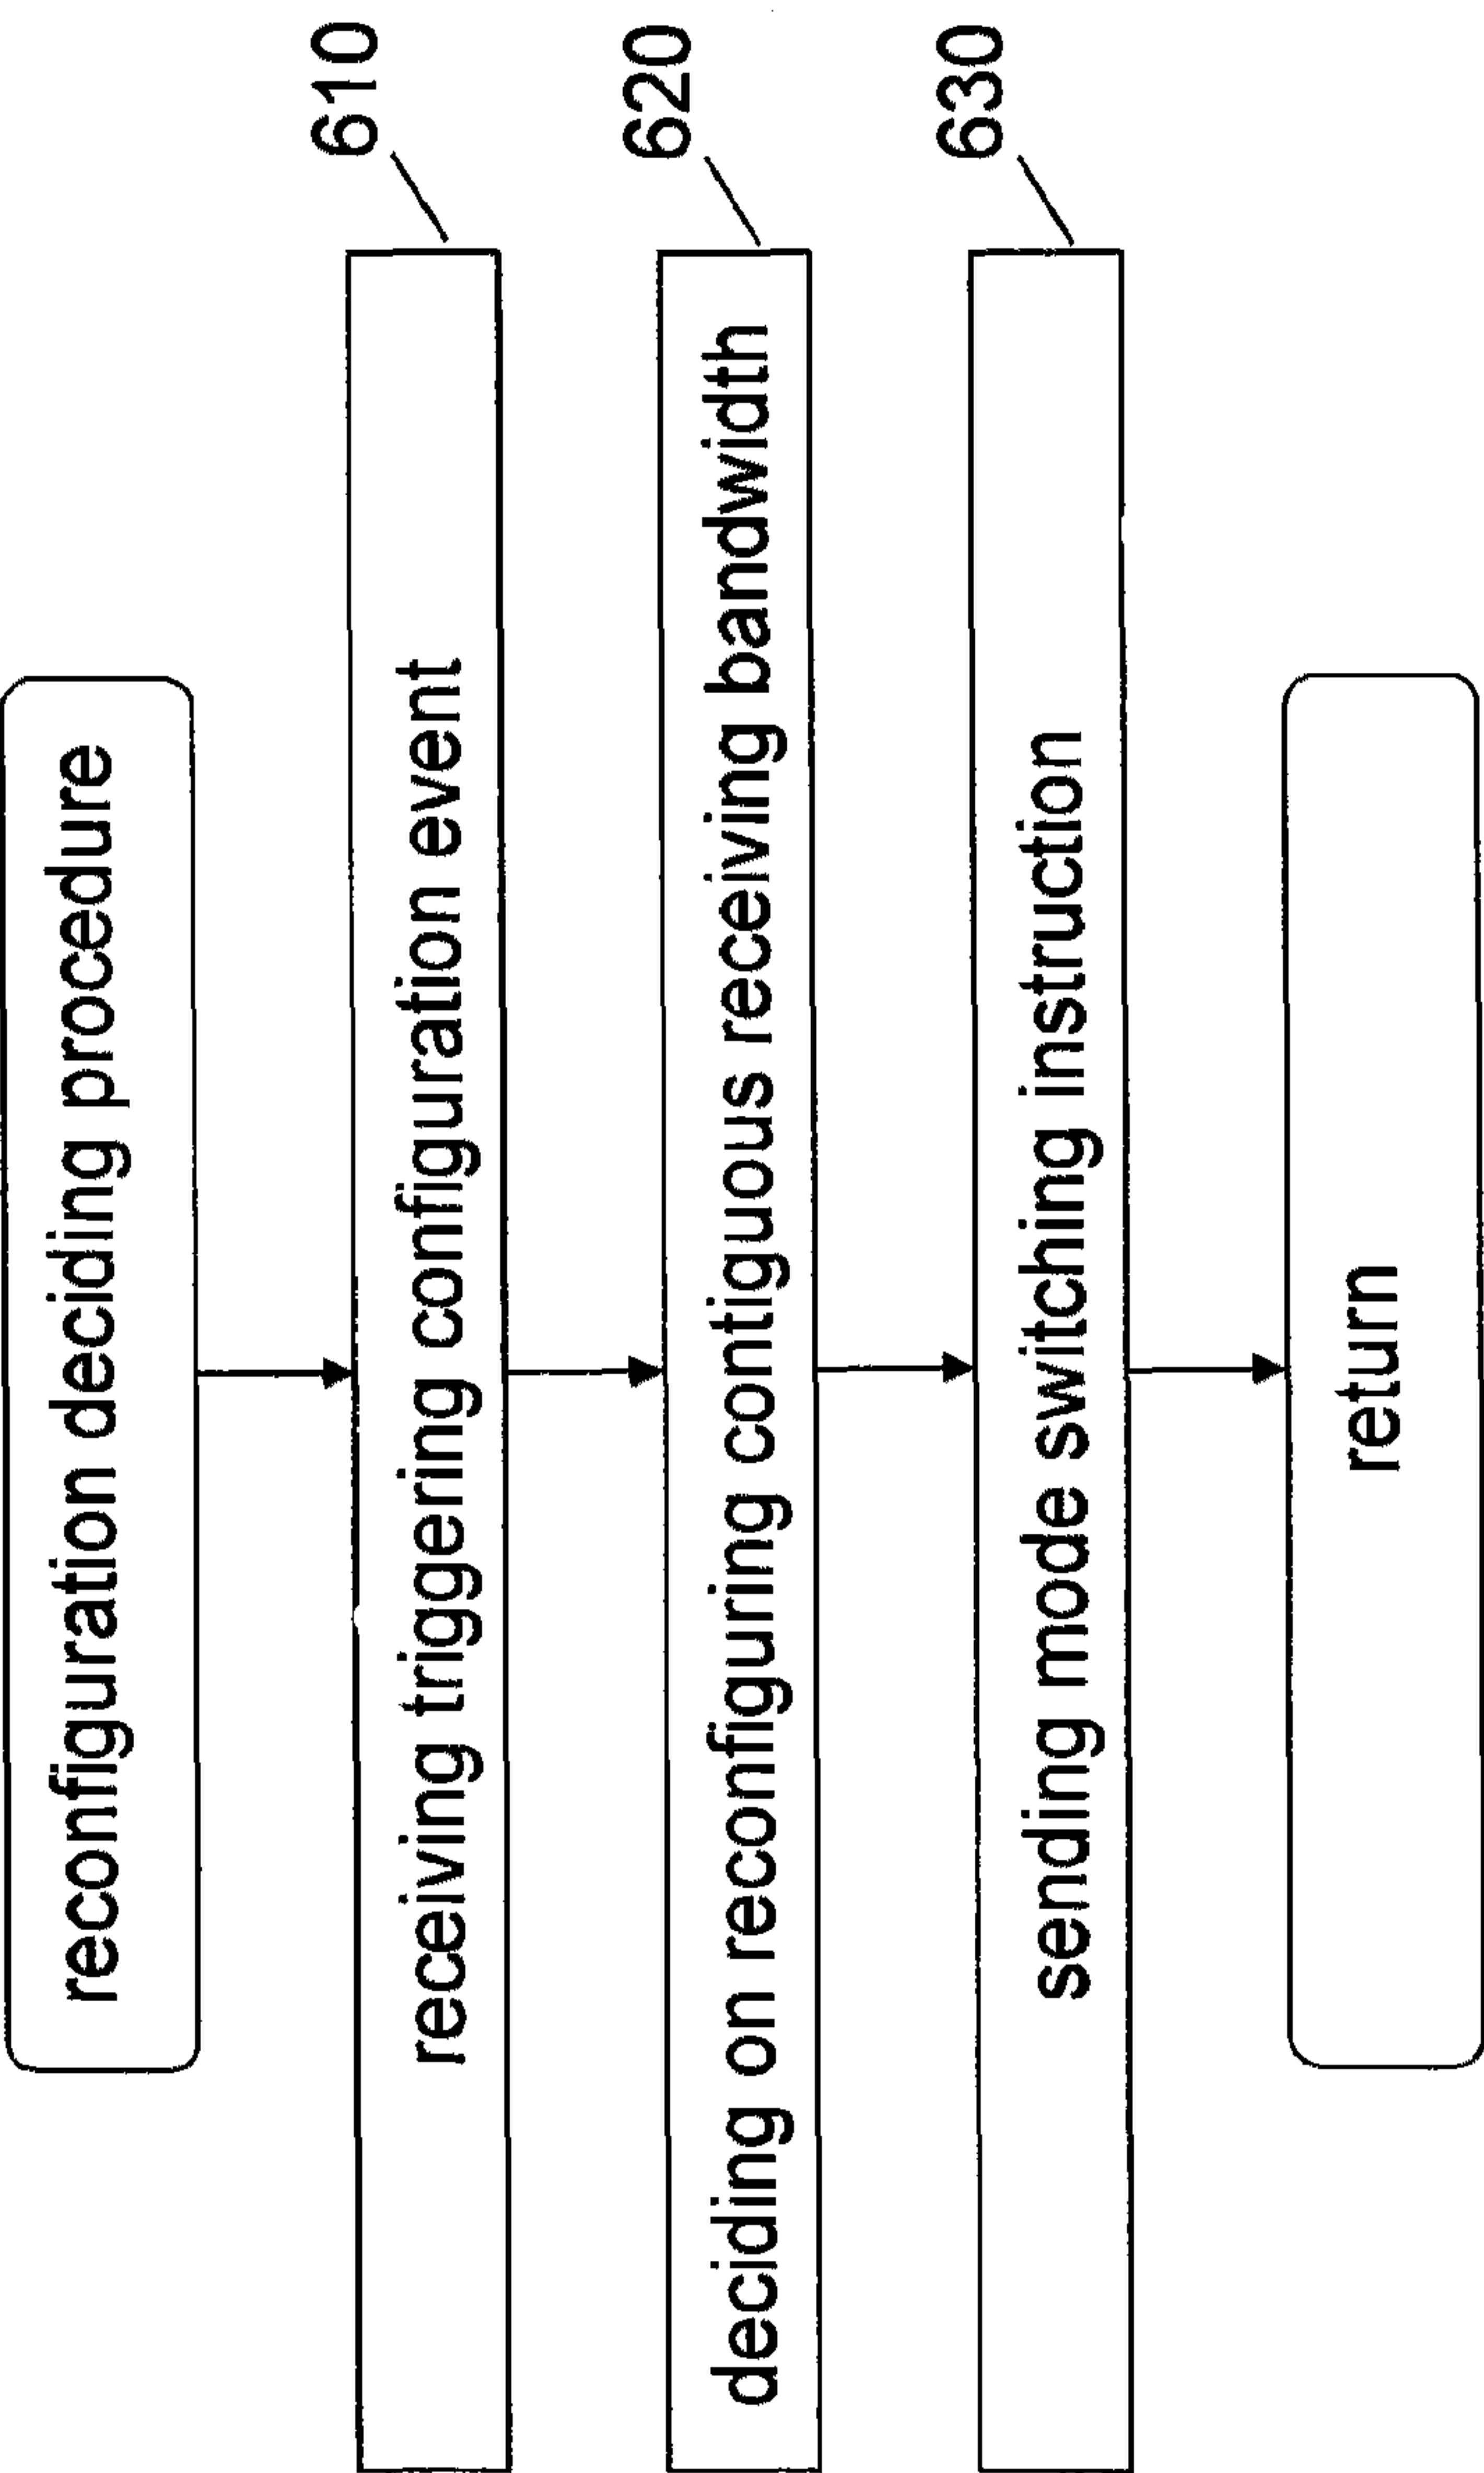 reconfiguration deciding procedure
610
receiving triggering configuration event
620
deciding on reconfiguring contiguous receiving bandwidth
630
sending mode switching instruction
return